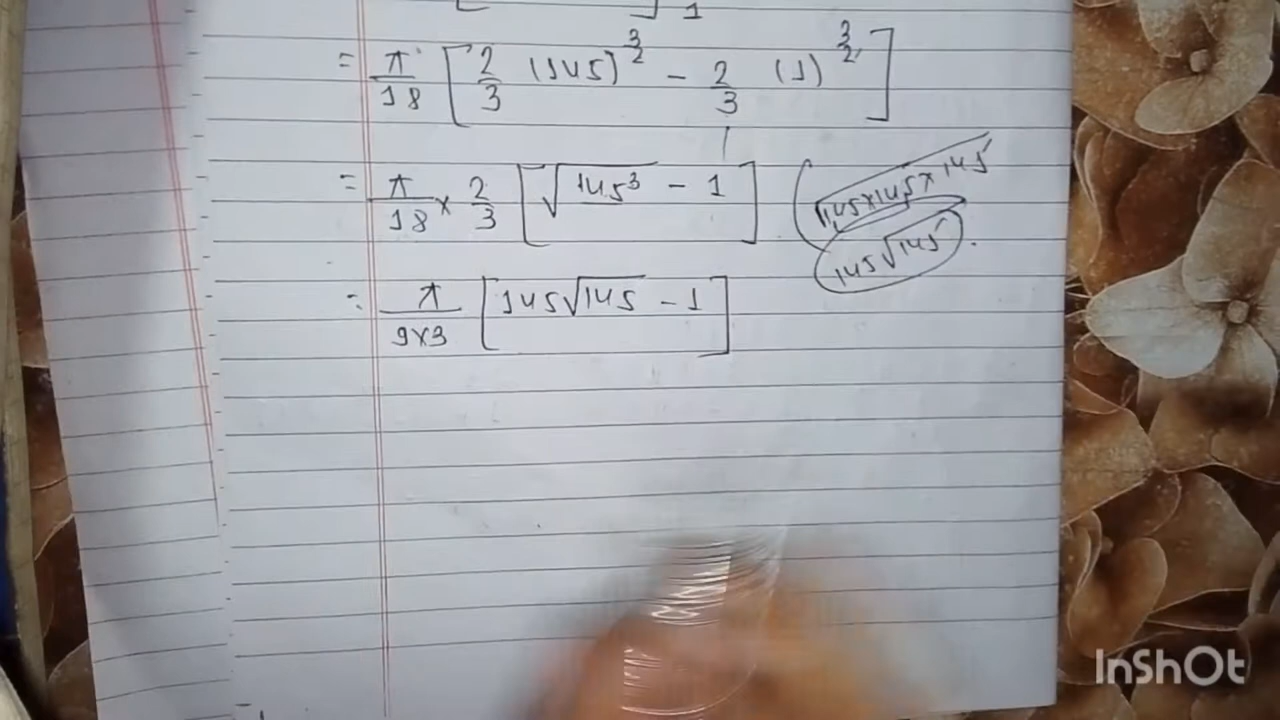 ] 1
= π/18 [ 2/3 (145)^3/2 - 2/3 (1)^3/2 ]
= π/18 × 2/3 [ √145³ - 1 ] ( √145×145×145
145√145 .
= π/9×3 [ 145√145 - 1 ]
InShOt